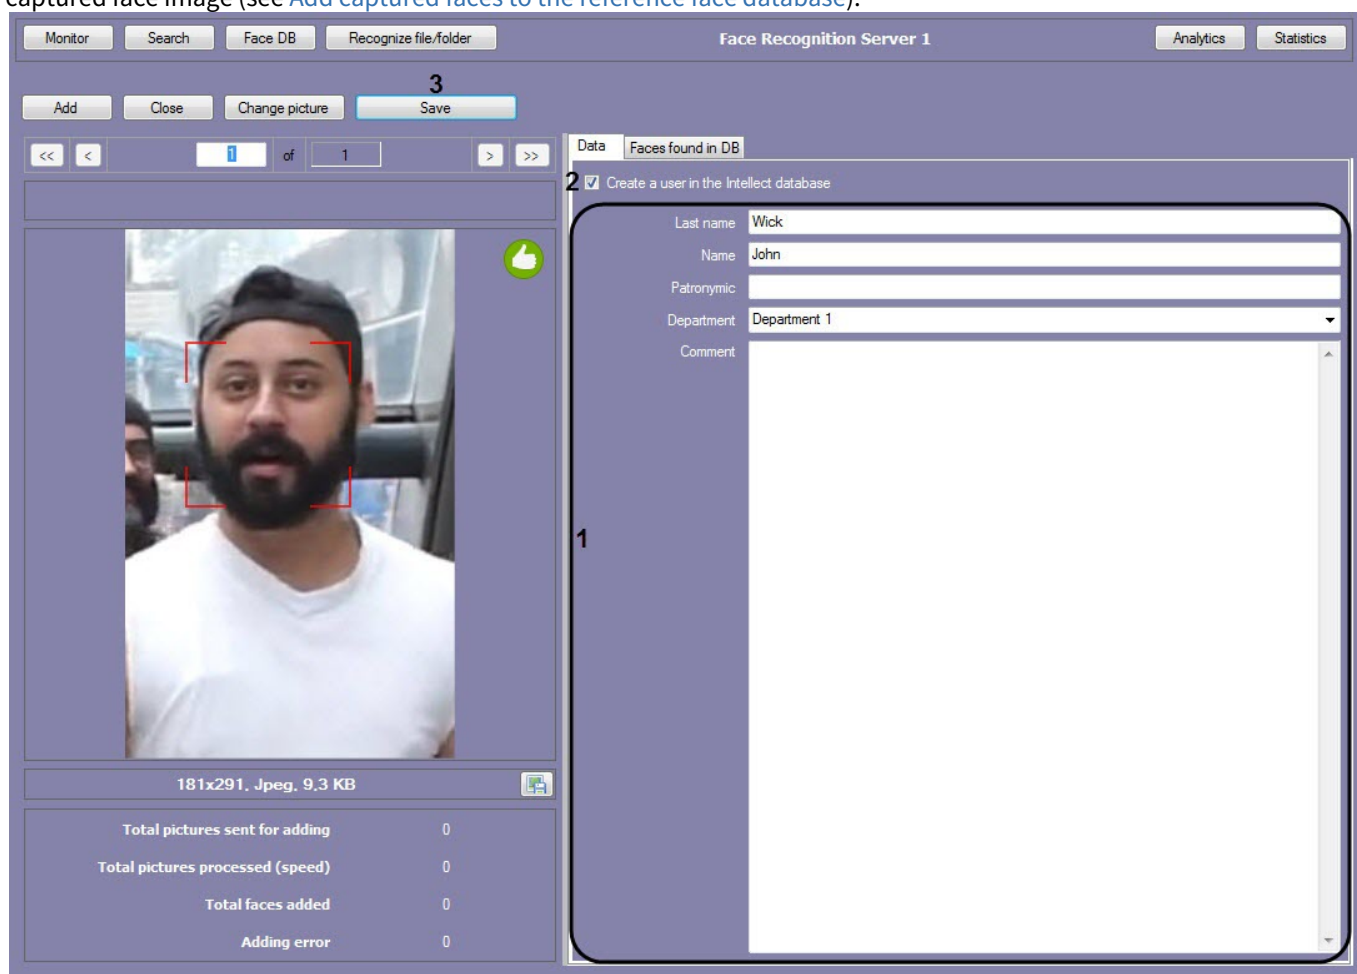 captured face image (see Add captured faces to the reference face database).
Monitor Search Face DB Recognize file/folder Face Recognition Server 1 Analytics Statistics
3
Add Close Change picture Save
<< < 1 of 1 > >>
Data Faces found in DB
2 Create a user in the Intellect database
Last name Wick
Name John
Patronymic
Department Department 1
Comment
1
181x291, Jpeg, 9,3 KB
Total pictures sent for adding 0
Total pictures processed (speed) 0
Total faces added 0
Adding error 0